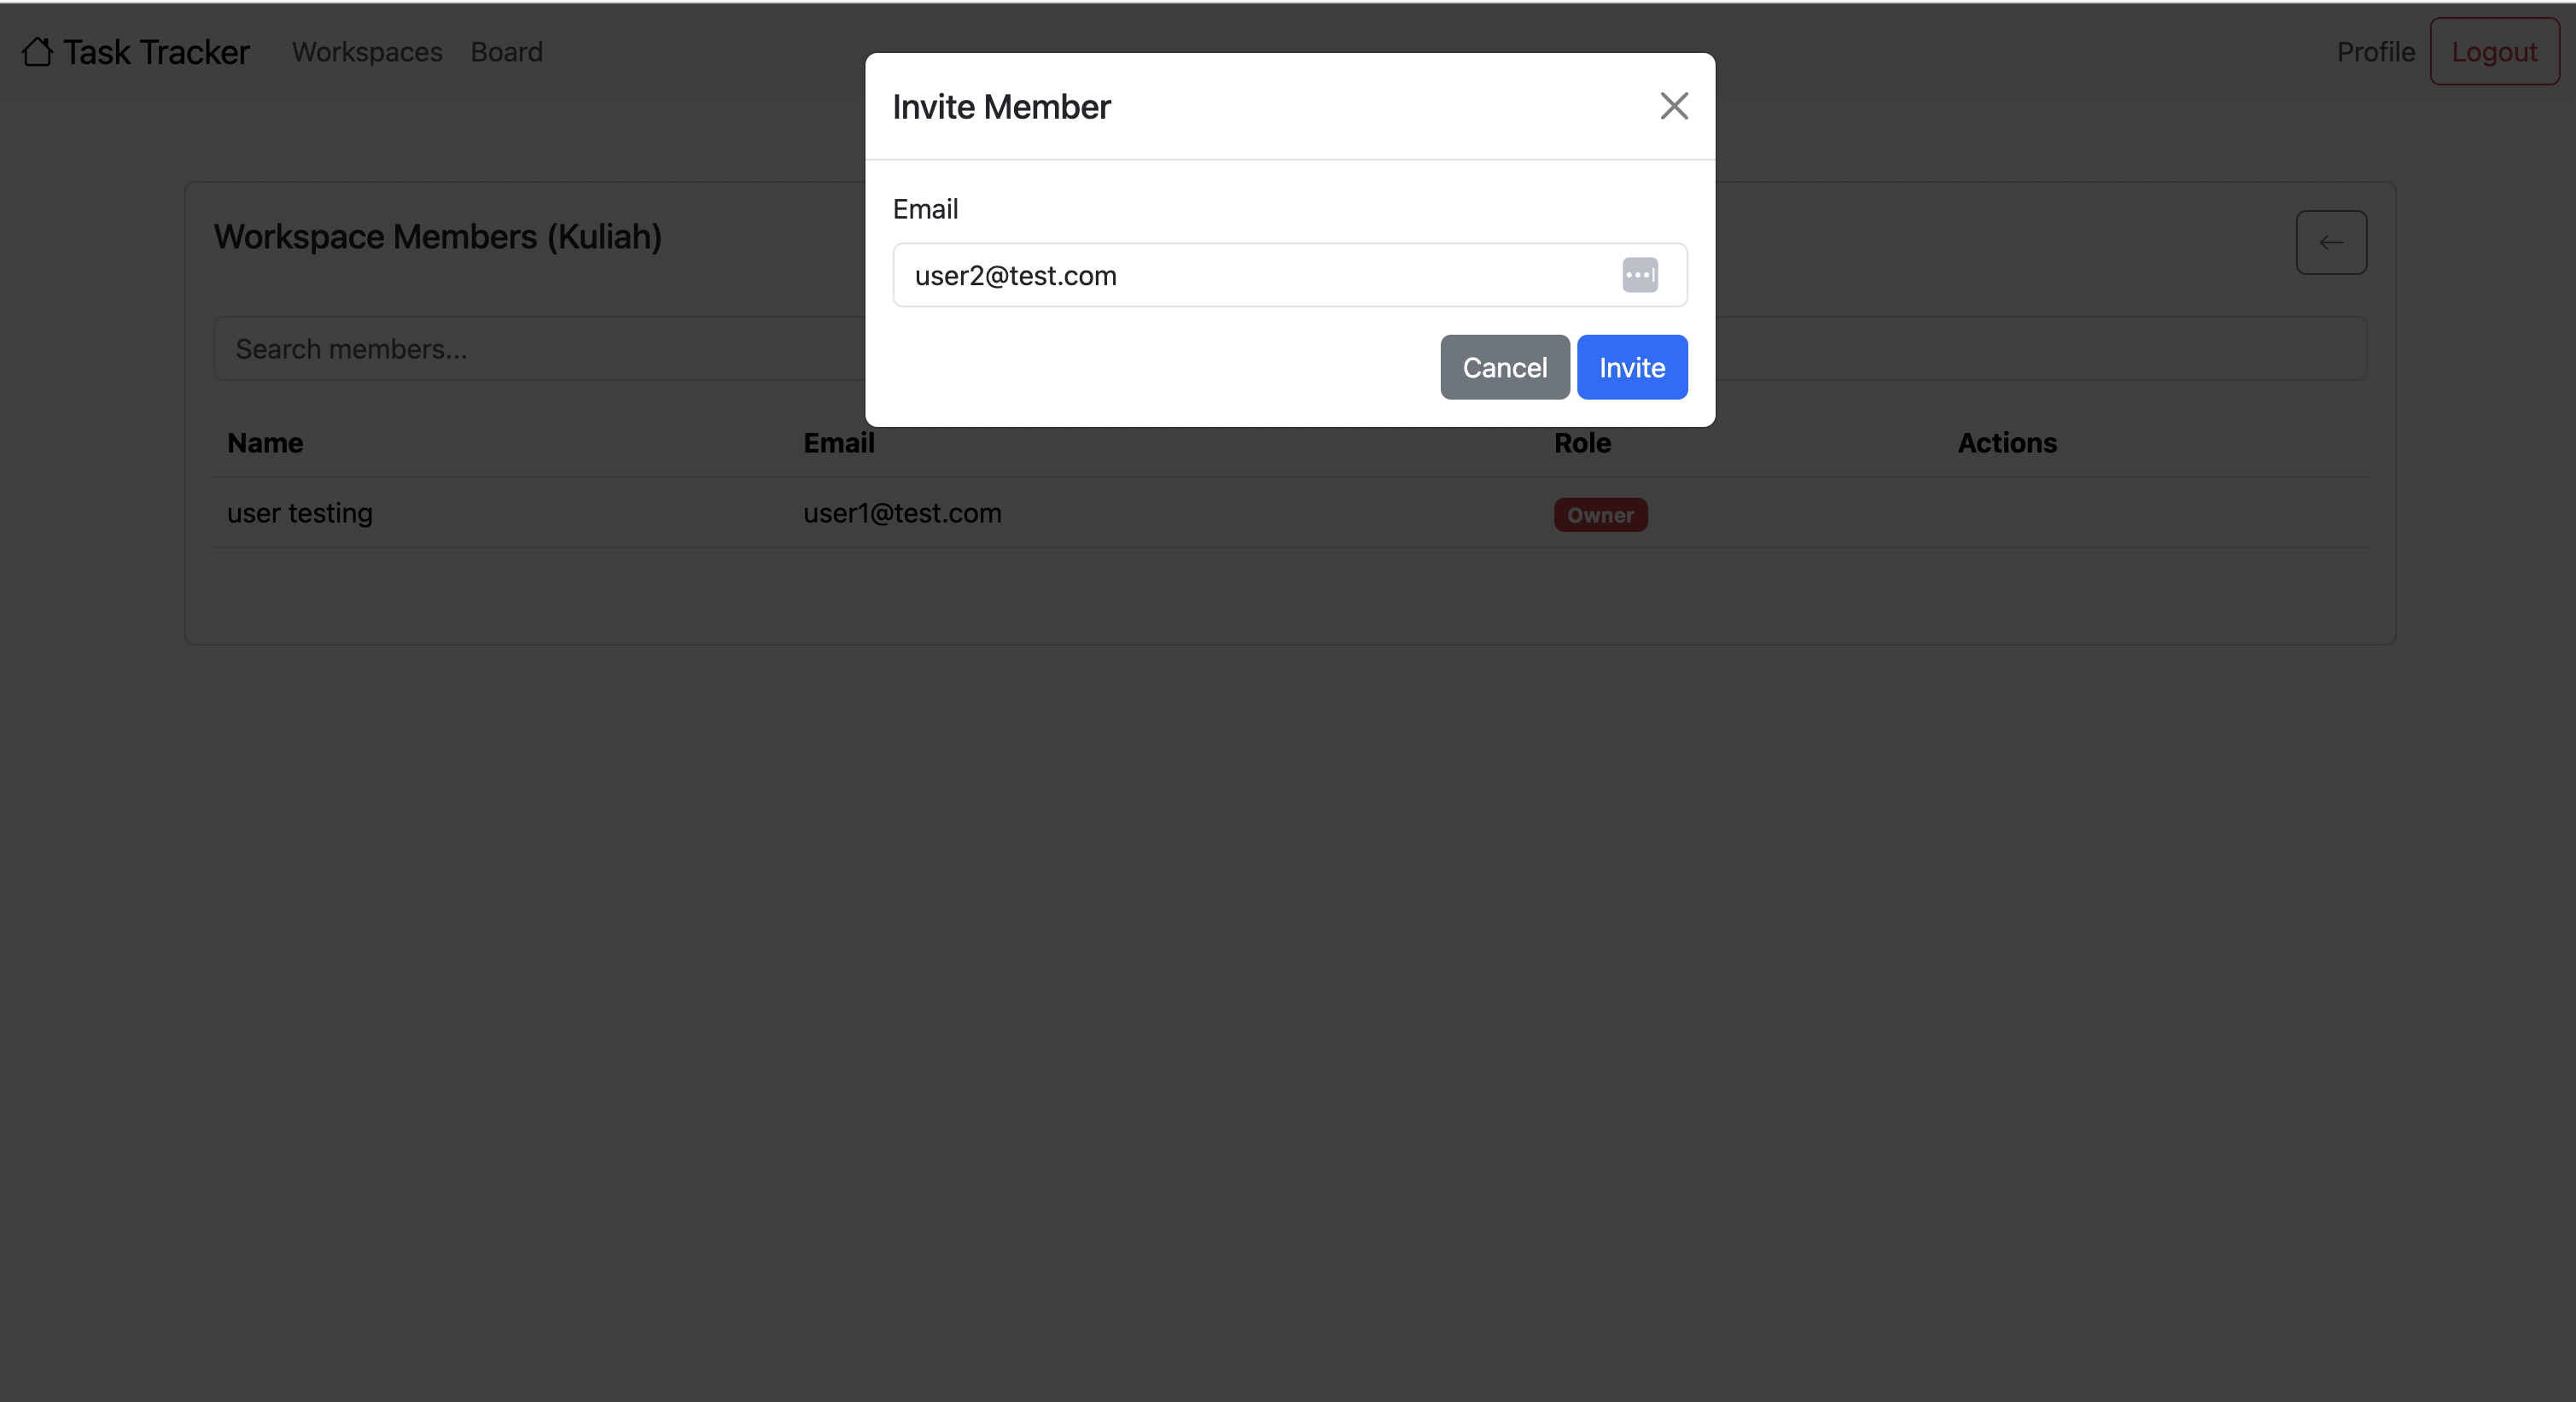 Task Tracker Workspaces Board Profile Logout
Invite Member
Email
user2@test.com
Cancel Invite
Workspace Members (Kuliah)
Search members...
Name Email Role Actions
user testing user1@test.com Owner